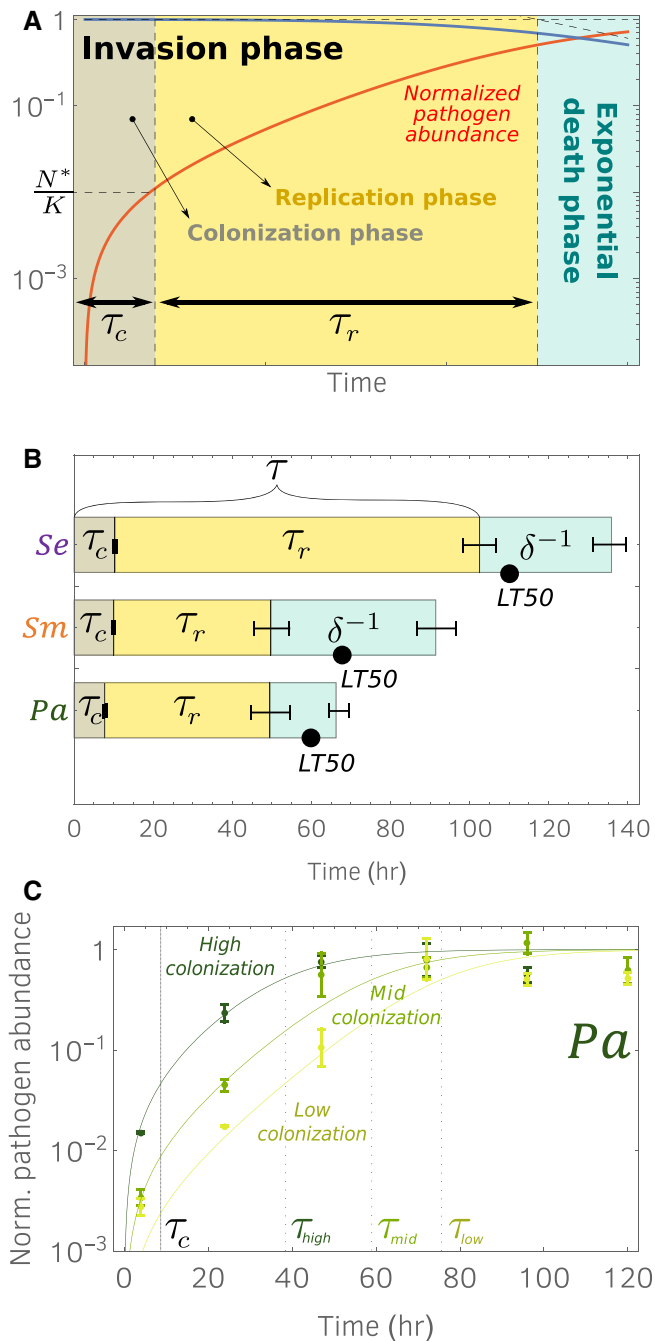 A
1
Invasion phase
10⁻¹
Normalized
pathogen
abundance
Exponential
death phase
N*
K
Replication phase
Colonization phase
10⁻³
τc
τr
Time
B
τ
Se
τc
τr
δ⁻¹
LT50
Sm
τc
τr
δ⁻¹
LT50
Pa
τc
τr
LT50
0 20 40 60 80 100 120 140
Time (hr)
C
Norm. pathogen abundance
1
High
colonization
Mid
colonization
Pa
10⁻¹
Low
colonization
10⁻²
τc
τhigh
τmid
τlow
10⁻³
0 20 40 60 80 100 120
Time (hr)